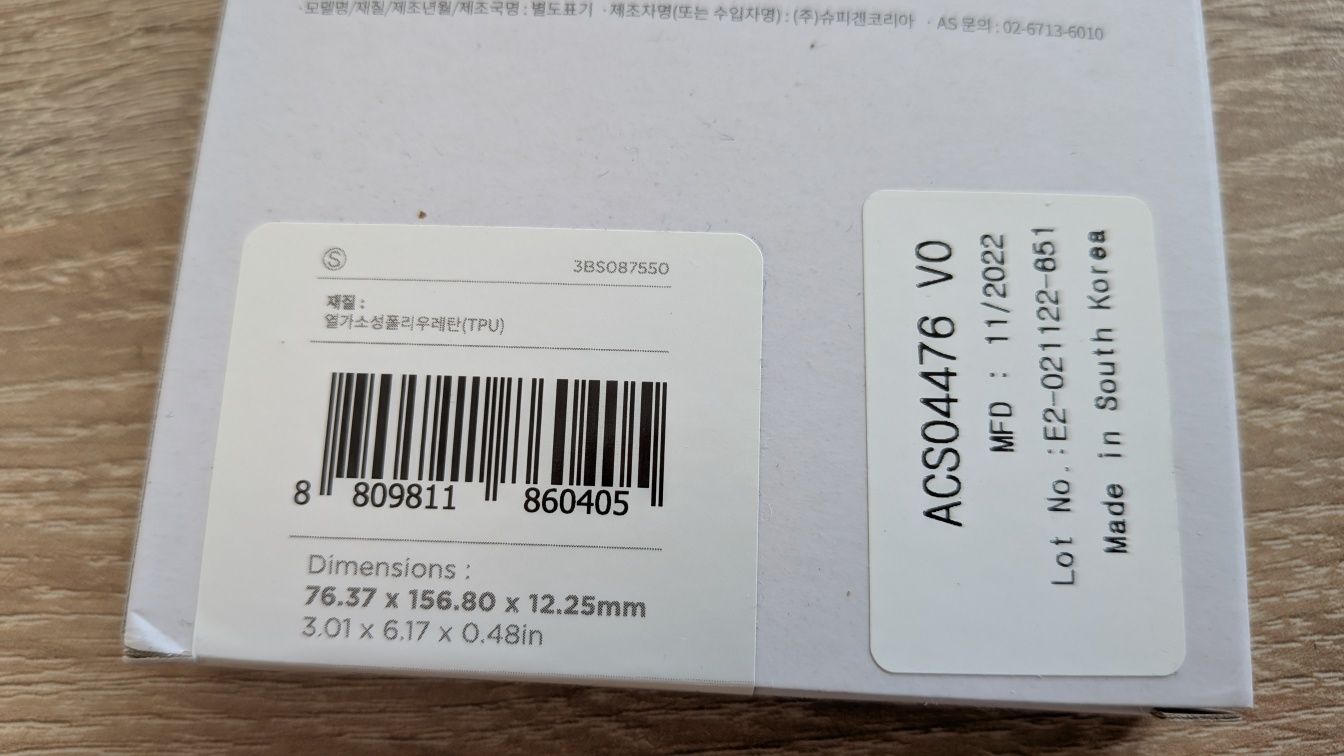 ·모델명/재질/제조년월/제조국명 : 별도표기 ·제조자명(또는 수입자명) : (주)슈피겐코리아 · AS 문의 : 02-6713-6010
S
3BS087550
재질 :
열가소성폴리우레탄(TPU)
8 809811 860405
Dimensions :
76.37 x 156.80 x 12.25mm
3.01 x 6.17 x 0.48in
ACS04476 V0
MFD : 11/2022
Lot No.:E2-021122-651
Made in South Korea